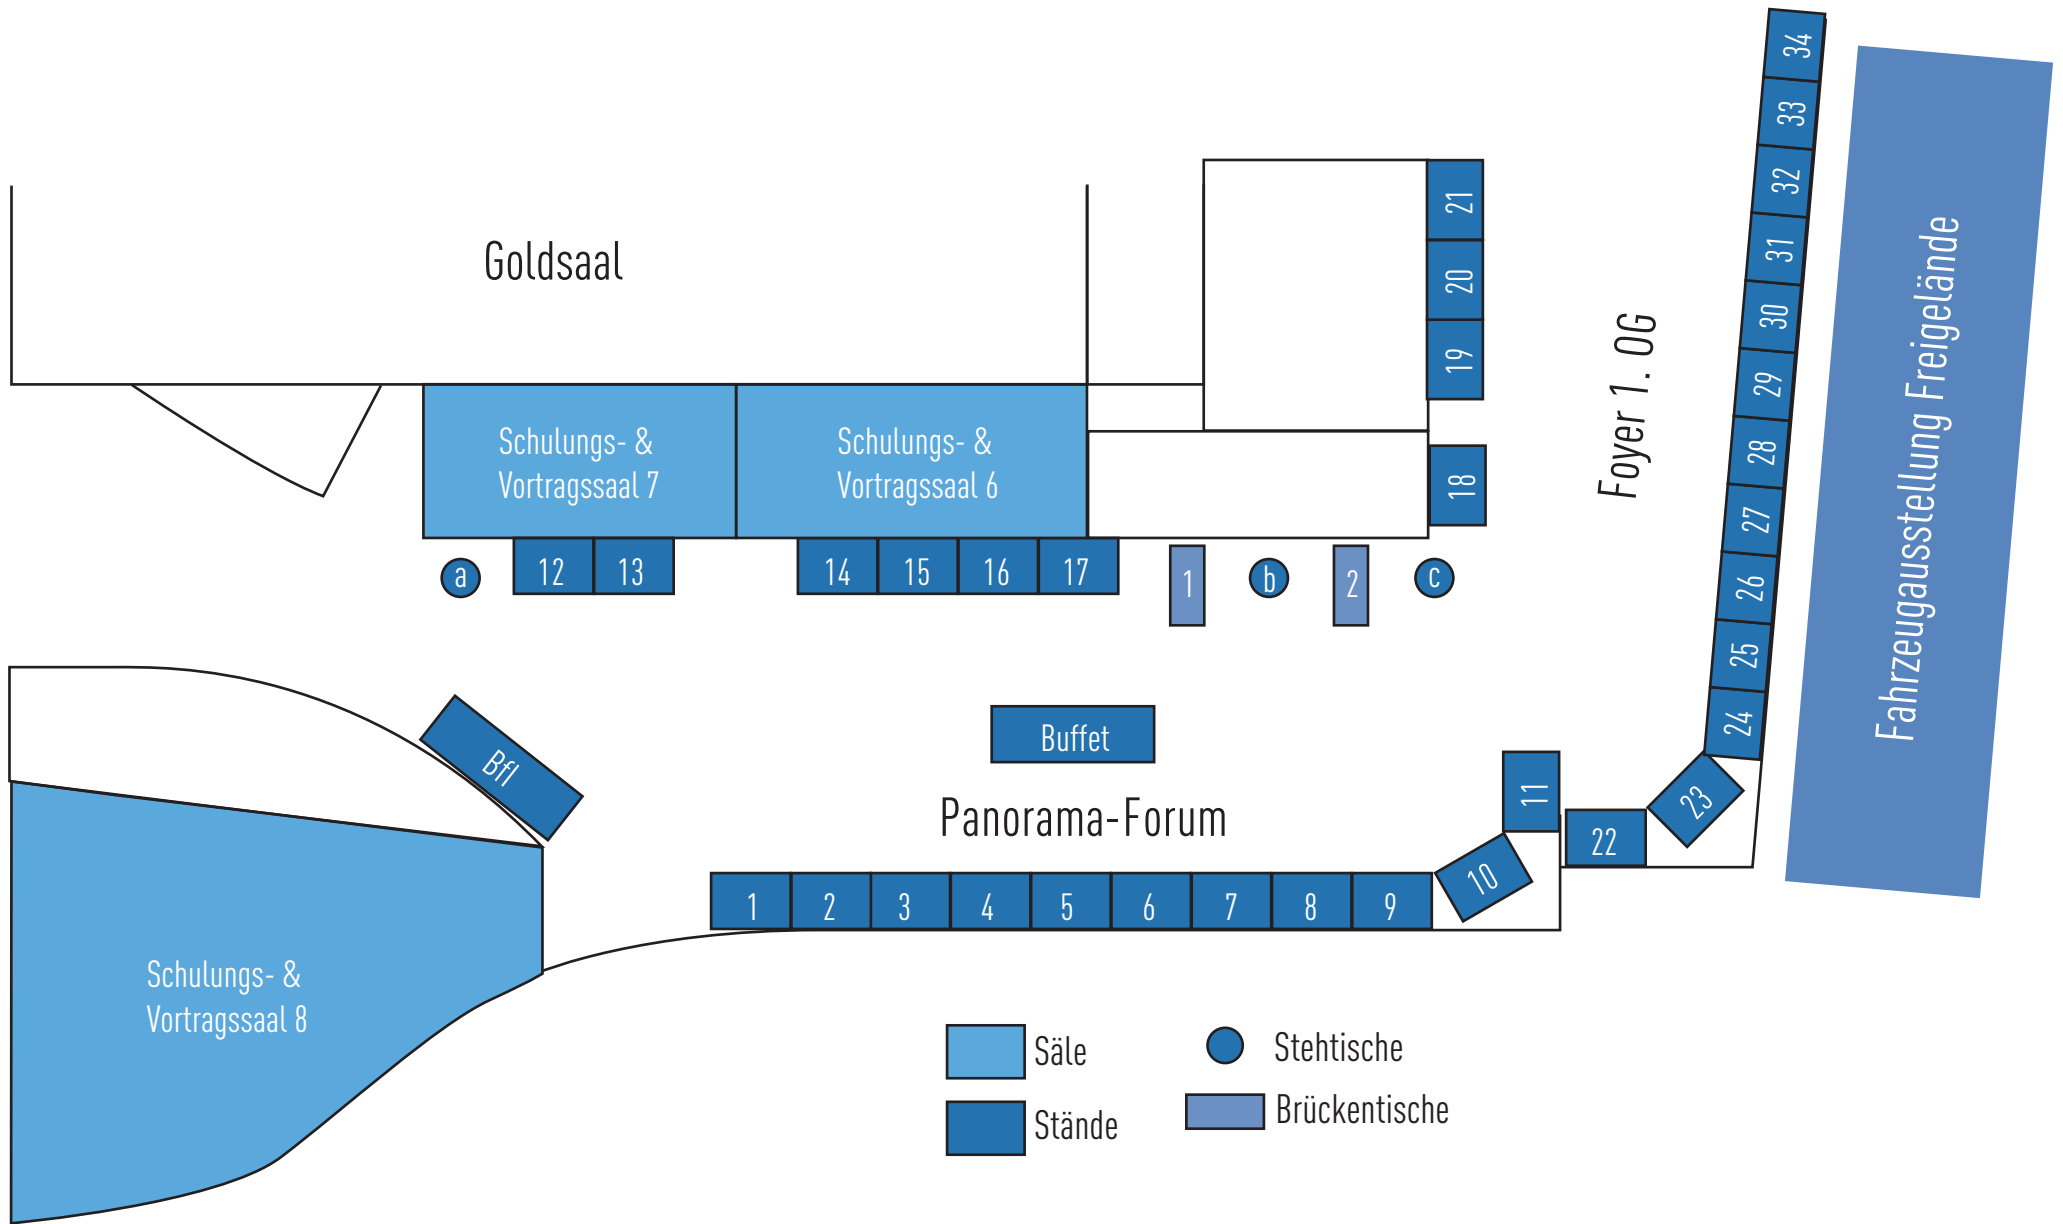 34
33
32
31
30
29
28
27
26
25
24
Fahrzeugausstellung Freigelände
21
20
19
18
Goldsaal
Foyer 1. OG
Schulungs- &
Vortragssaal 7
Schulungs- &
Vortragssaal 6
a
12
13
14
15
16
17
1
b
2
c
Bfl
Buffet
Panorama-Forum
11
22
23
1
2
3
4
5
6
7
8
9
10
Schulungs- &
Vortragssaal 8
Säle
Stehtische
Stände
Brückentische